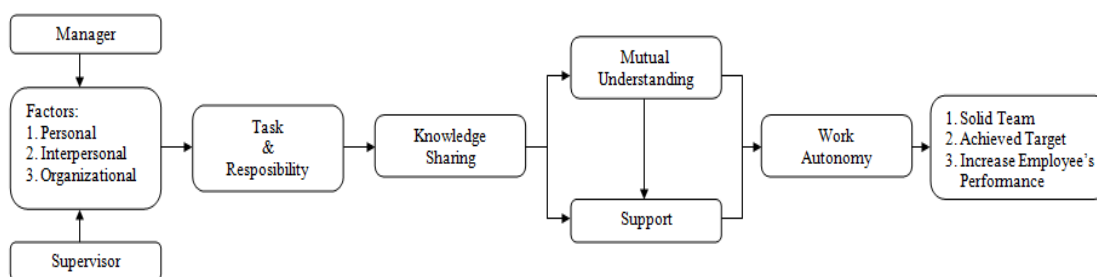 Manager
Factors:
1. Personal
2. Interpersonal
3. Organizational
Supervisor
Task
&
Resposibility
Knowledge
Sharing
Mutual
Understanding
Support
Work
Autonomy
1. Solid Team
2. Achieved Target
3. Increase Employee's
Performance